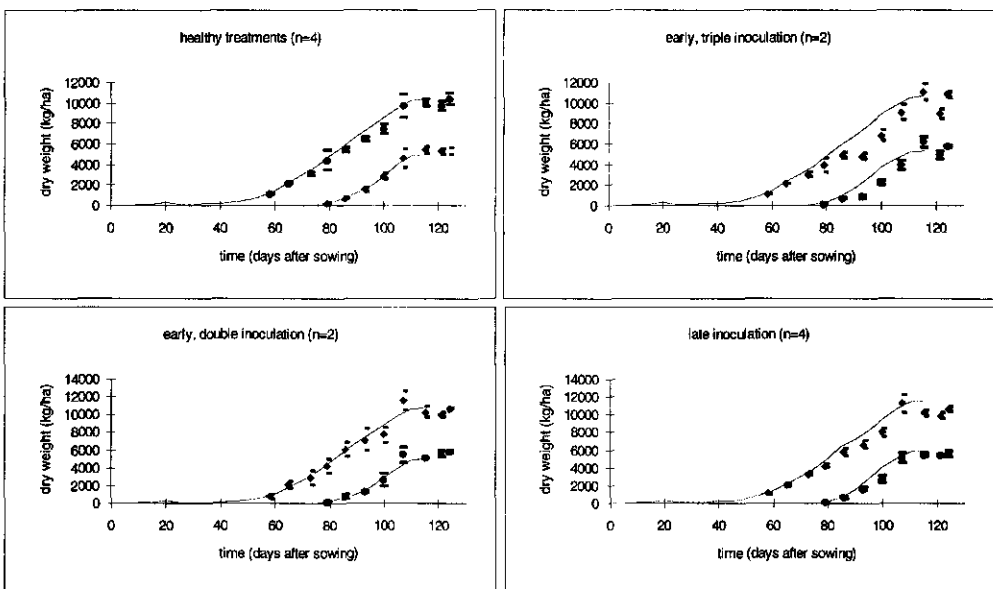 healthy treatments (n=4)
dry weight (kg/ha)
12000
10000
8000
6000
4000
2000
0
0 20 40 60 80 100 120
time (days after sowing)
early, triple inoculation (n=2)
dry weight (kg/ha)
12000
10000
8000
6000
4000
2000
0
0 20 40 60 80 100 120
time (days after sowing)
early, double inoculation (n=2)
dry weight (kg/ha)
14000
12000
10000
8000
6000
4000
2000
0
0 20 40 60 80 100 120
time (days after sowing)
late inoculation (n=4)
dry weight (kg/ha)
14000
12000
10000
8000
6000
4000
2000
0
0 20 40 60 80 100 120
time (days after sowing)